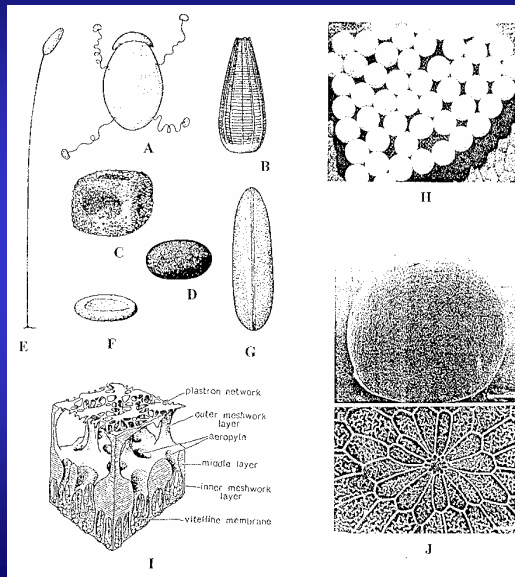 A
B
H
C
D
E
F
G
plastron network
outer meshwork
layer
aeropyle
middle layer
inner meshwork
layer
vitelline membrane
I
J